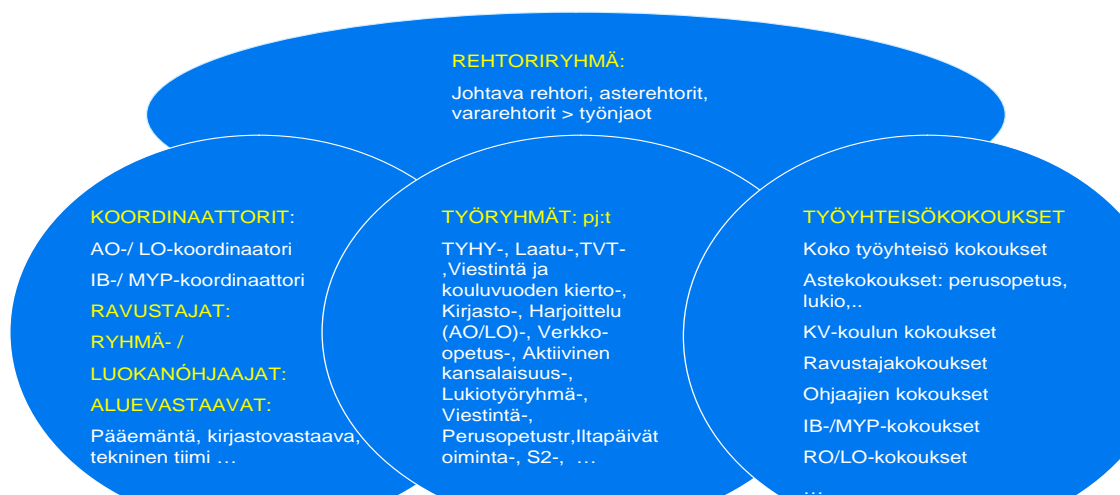 REHTORIRYHMÄ:
Johtava rehtori, asterehtorit,
vararehtorit > työnjaot
KOORDINAATTORIT:
AO-/ LO-koordinaatori
IB-/ MYP-koordinaattori
RAVUSTAJAT:
RYHMÄ- /
LUOKANÓHJAAJAT:
ALUEVASTAAVAT:
Pääemäntä, kirjastovastaava,
tekninen tiimi …
TYÖRYHMÄT: pj:t
TYHY-, Laatu-,TVT-
,Viestintä ja
kouluvuoden kierto-,
Kirjasto-, Harjoittelu
(AO/LO)-, Verkko-
opetus-, Aktiivinen
kansalaisuus-,
Lukiotyöryhmä-,
Viestintä-,
Perusopetustr,Iltapäivät
oiminta-, S2-, …
TYÖYHTEISÖKOKOUKSET
Koko työyhteisö kokoukset
Astekokoukset: perusopetus,
lukio,..
KV-koulun kokoukset
Ravustajakokoukset
Ohjaajien kokoukset
IB-/MYP-kokoukset
RO/LO-kokoukset
…